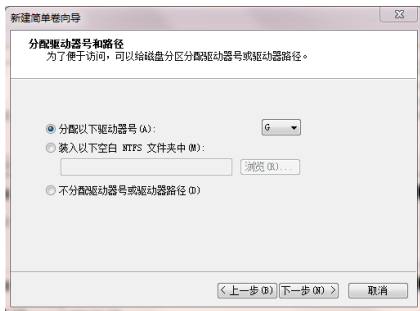 新建简单卷向导
分配驱动器号和路径
为了便于访问，可以给磁盘分区分配驱动器号或驱动器路径。
分配以下驱动器号(A): G
装入以下空白 NTFS 文件夹中(M):
浏览(R)...
不分配驱动器号或驱动器路径(D)
< 上一步(B) 下一步(N) > 取消